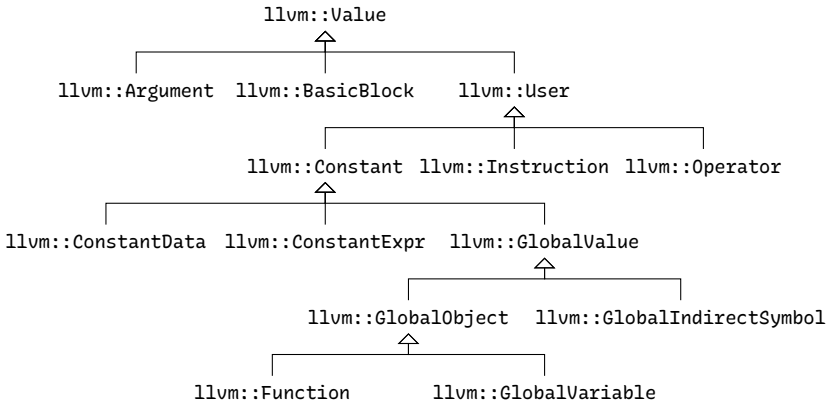 llvm::Value
llvm::Argument llvm::BasicBlock llvm::User
llvm::Constant llvm::Instruction llvm::Operator
llvm::ConstantData llvm::ConstantExpr llvm::GlobalValue
llvm::GlobalObject llvm::GlobalIndirectSymbol
llvm::Function llvm::GlobalVariable